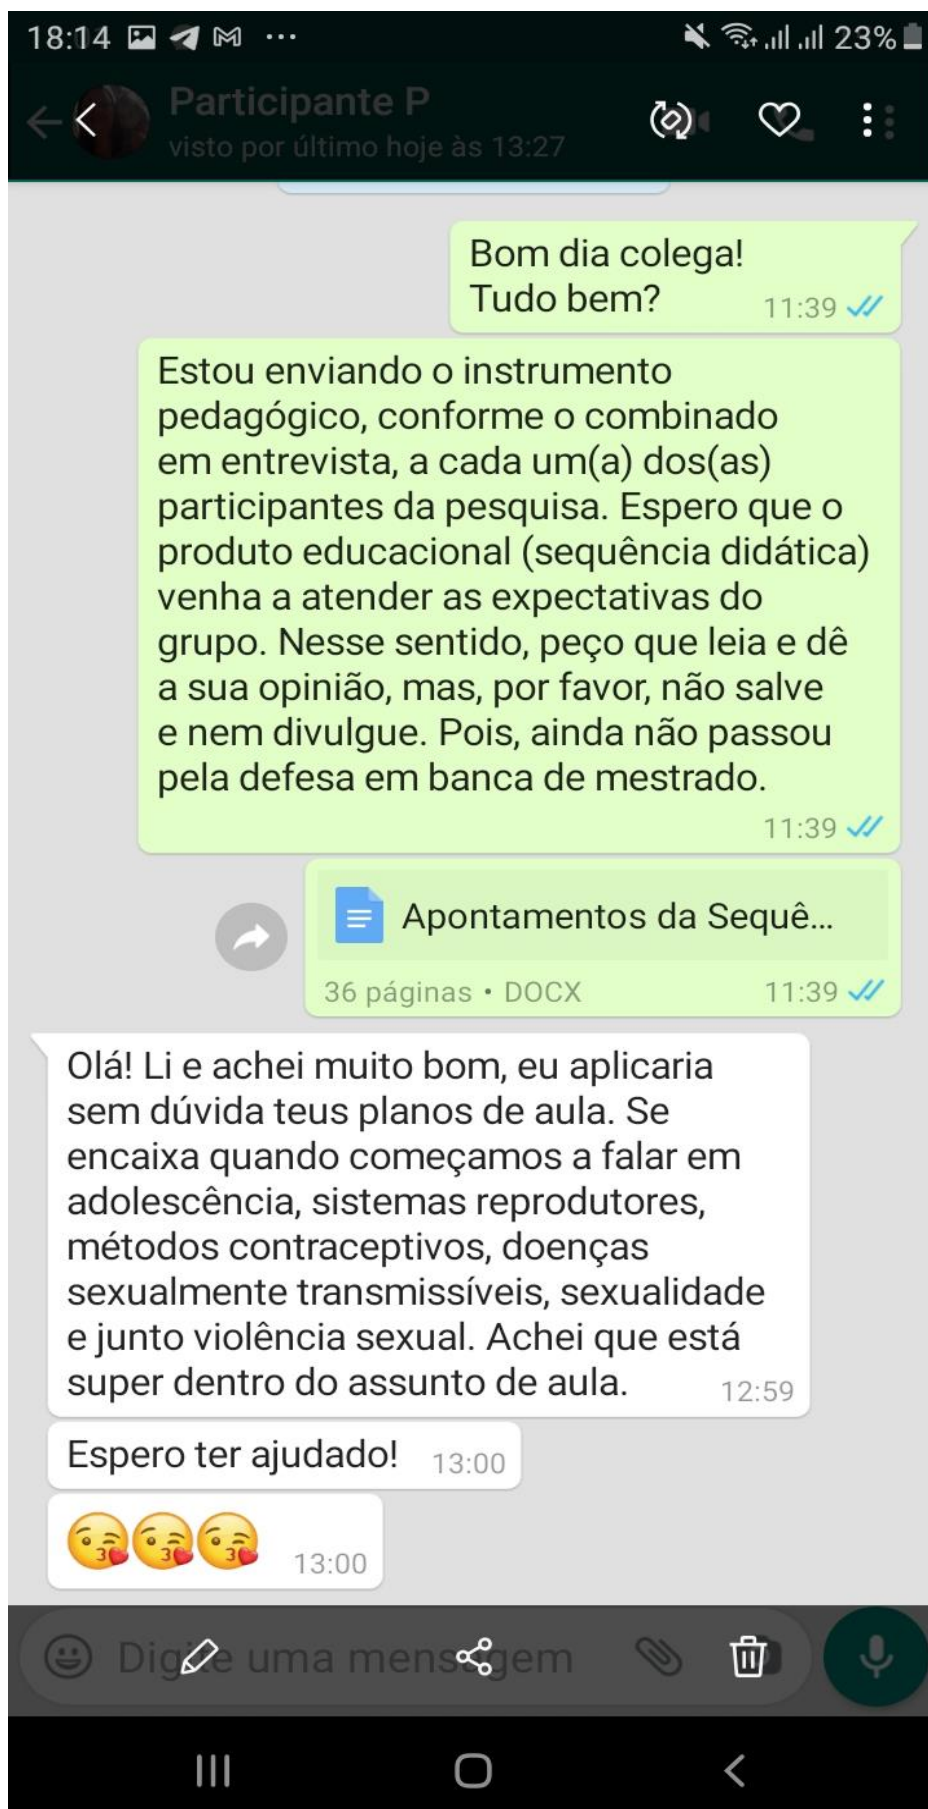 18:14 ... 23%
Participante P
visto por último hoje às 13:27
Bom dia colega!
Tudo bem? 11:39
Estou enviando o instrumento
pedagógico, conforme o combinado
em entrevista, a cada um(a) dos(as)
participantes da pesquisa. Espero que o
produto educacional (sequência didática)
venha a atender as expectativas do
grupo. Nesse sentido, peço que leia e dê
a sua opinião, mas, por favor, não salve
e nem divulgue. Pois, ainda não passou
pela defesa em banca de mestrado.
11:39
Apontamentos da Sequê...
36 páginas • DOCX 11:39
Olá! Li e achei muito bom, eu aplicaria
sem dúvida teus planos de aula. Se
encaixa quando começamos a falar em
adolescência, sistemas reprodutores,
métodos contraceptivos, doenças
sexualmente transmissíveis, sexualidade
e junto violência sexual. Achei que está
super dentro do assunto de aula. 12:59
Espero ter ajudado! 13:00
13:00
Digite uma mensagem